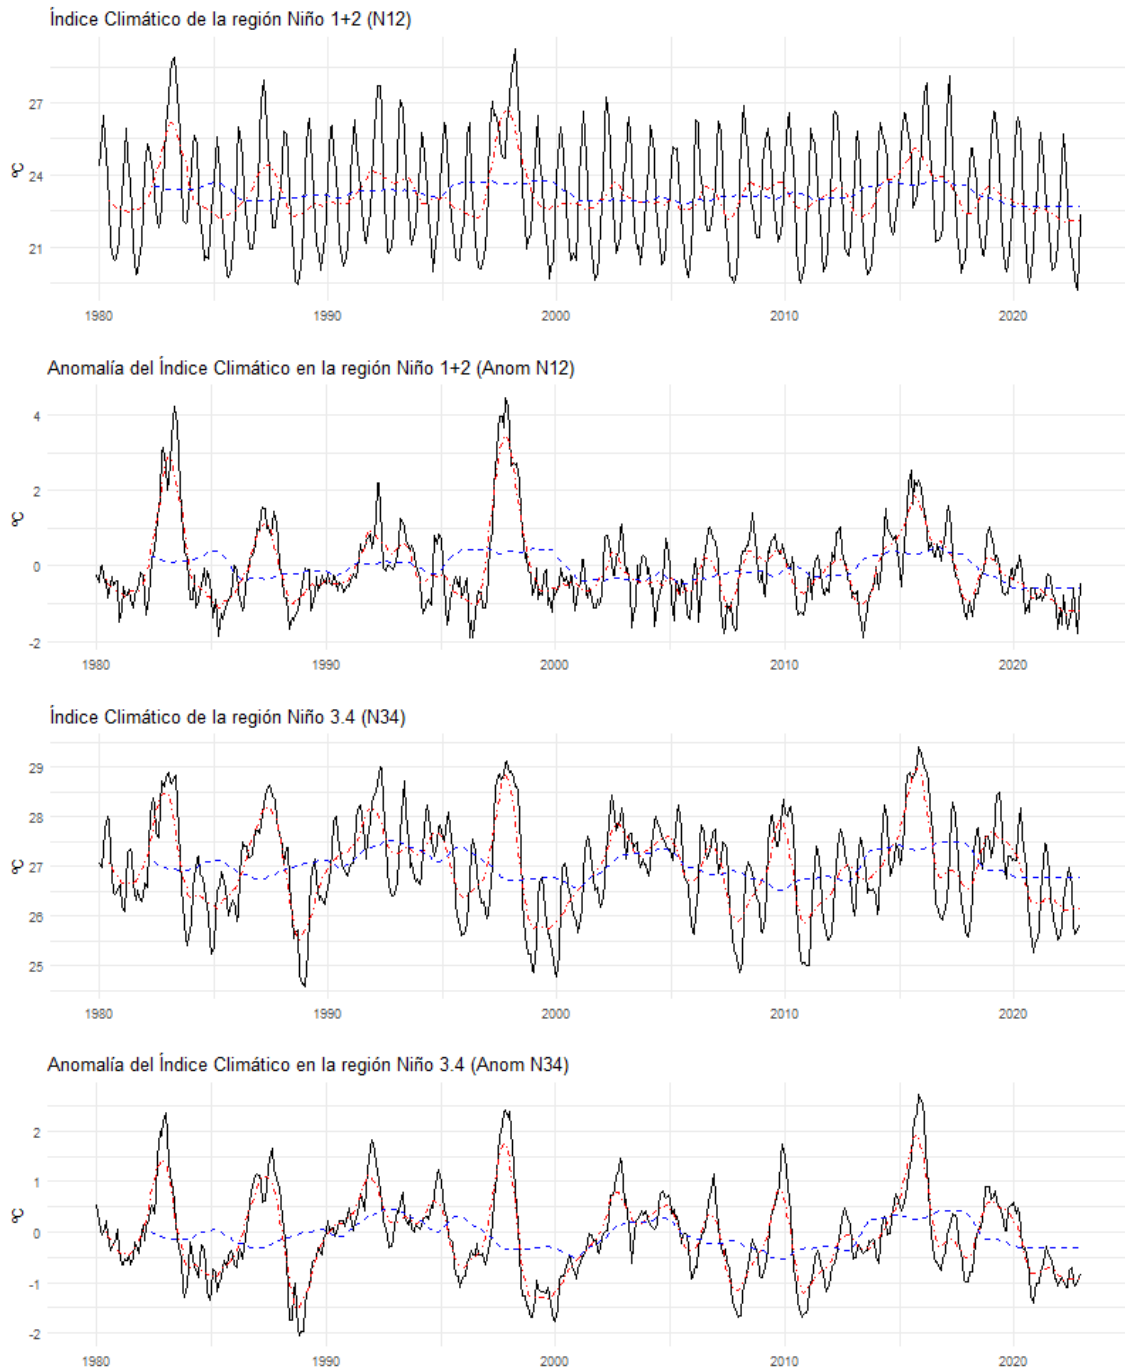 Índice Climático de la región Niño 1+2 (N12)
27
24
21
ºC
1980 1990 2000 2010 2020
Anomalía del Índice Climático en la región Niño 1+2 (Anom N12)
4
2
0
-2
ºC
1980 1990 2000 2010 2020
Índice Climático de la región Niño 3.4 (N34)
29
28
27
26
25
ºC
1980 1990 2000 2010 2020
Anomalía del Índice Climático en la región Niño 3.4 (Anom N34)
2
1
0
-1
-2
ºC
1980 1990 2000 2010 2020